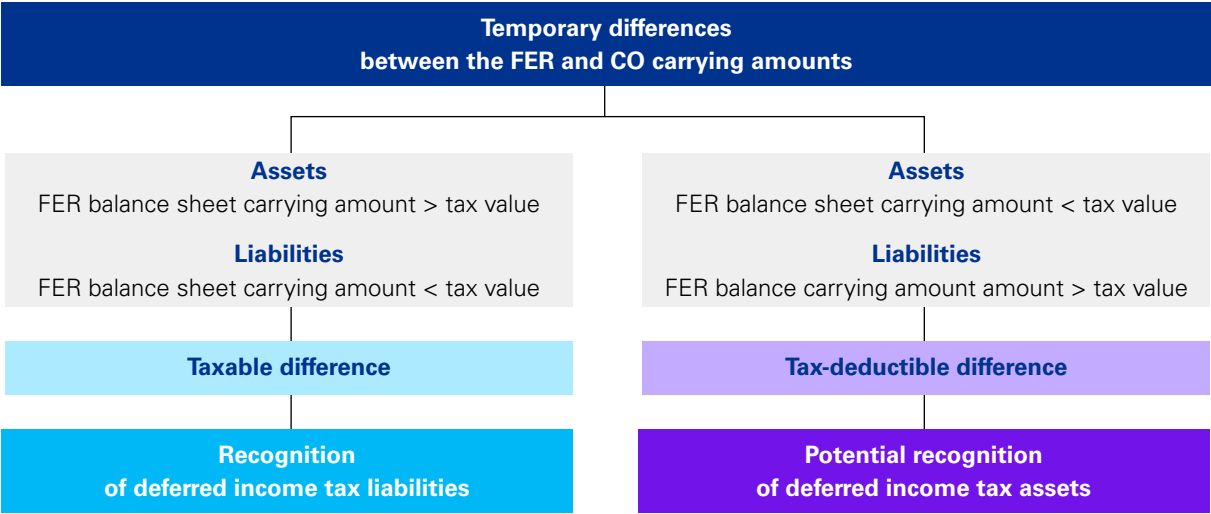 Temporary differences
between the FER and CO carrying amounts
Assets
FER balance sheet carrying amount > tax value
Liabilities
FER balance sheet carrying amount < tax value
Taxable difference
Recognition
of deferred income tax liabilities
Assets
FER balance sheet carrying amount < tax value
Liabilities
FER balance carrying amount amount > tax value
Tax-deductible difference
Potential recognition
of deferred income tax assets